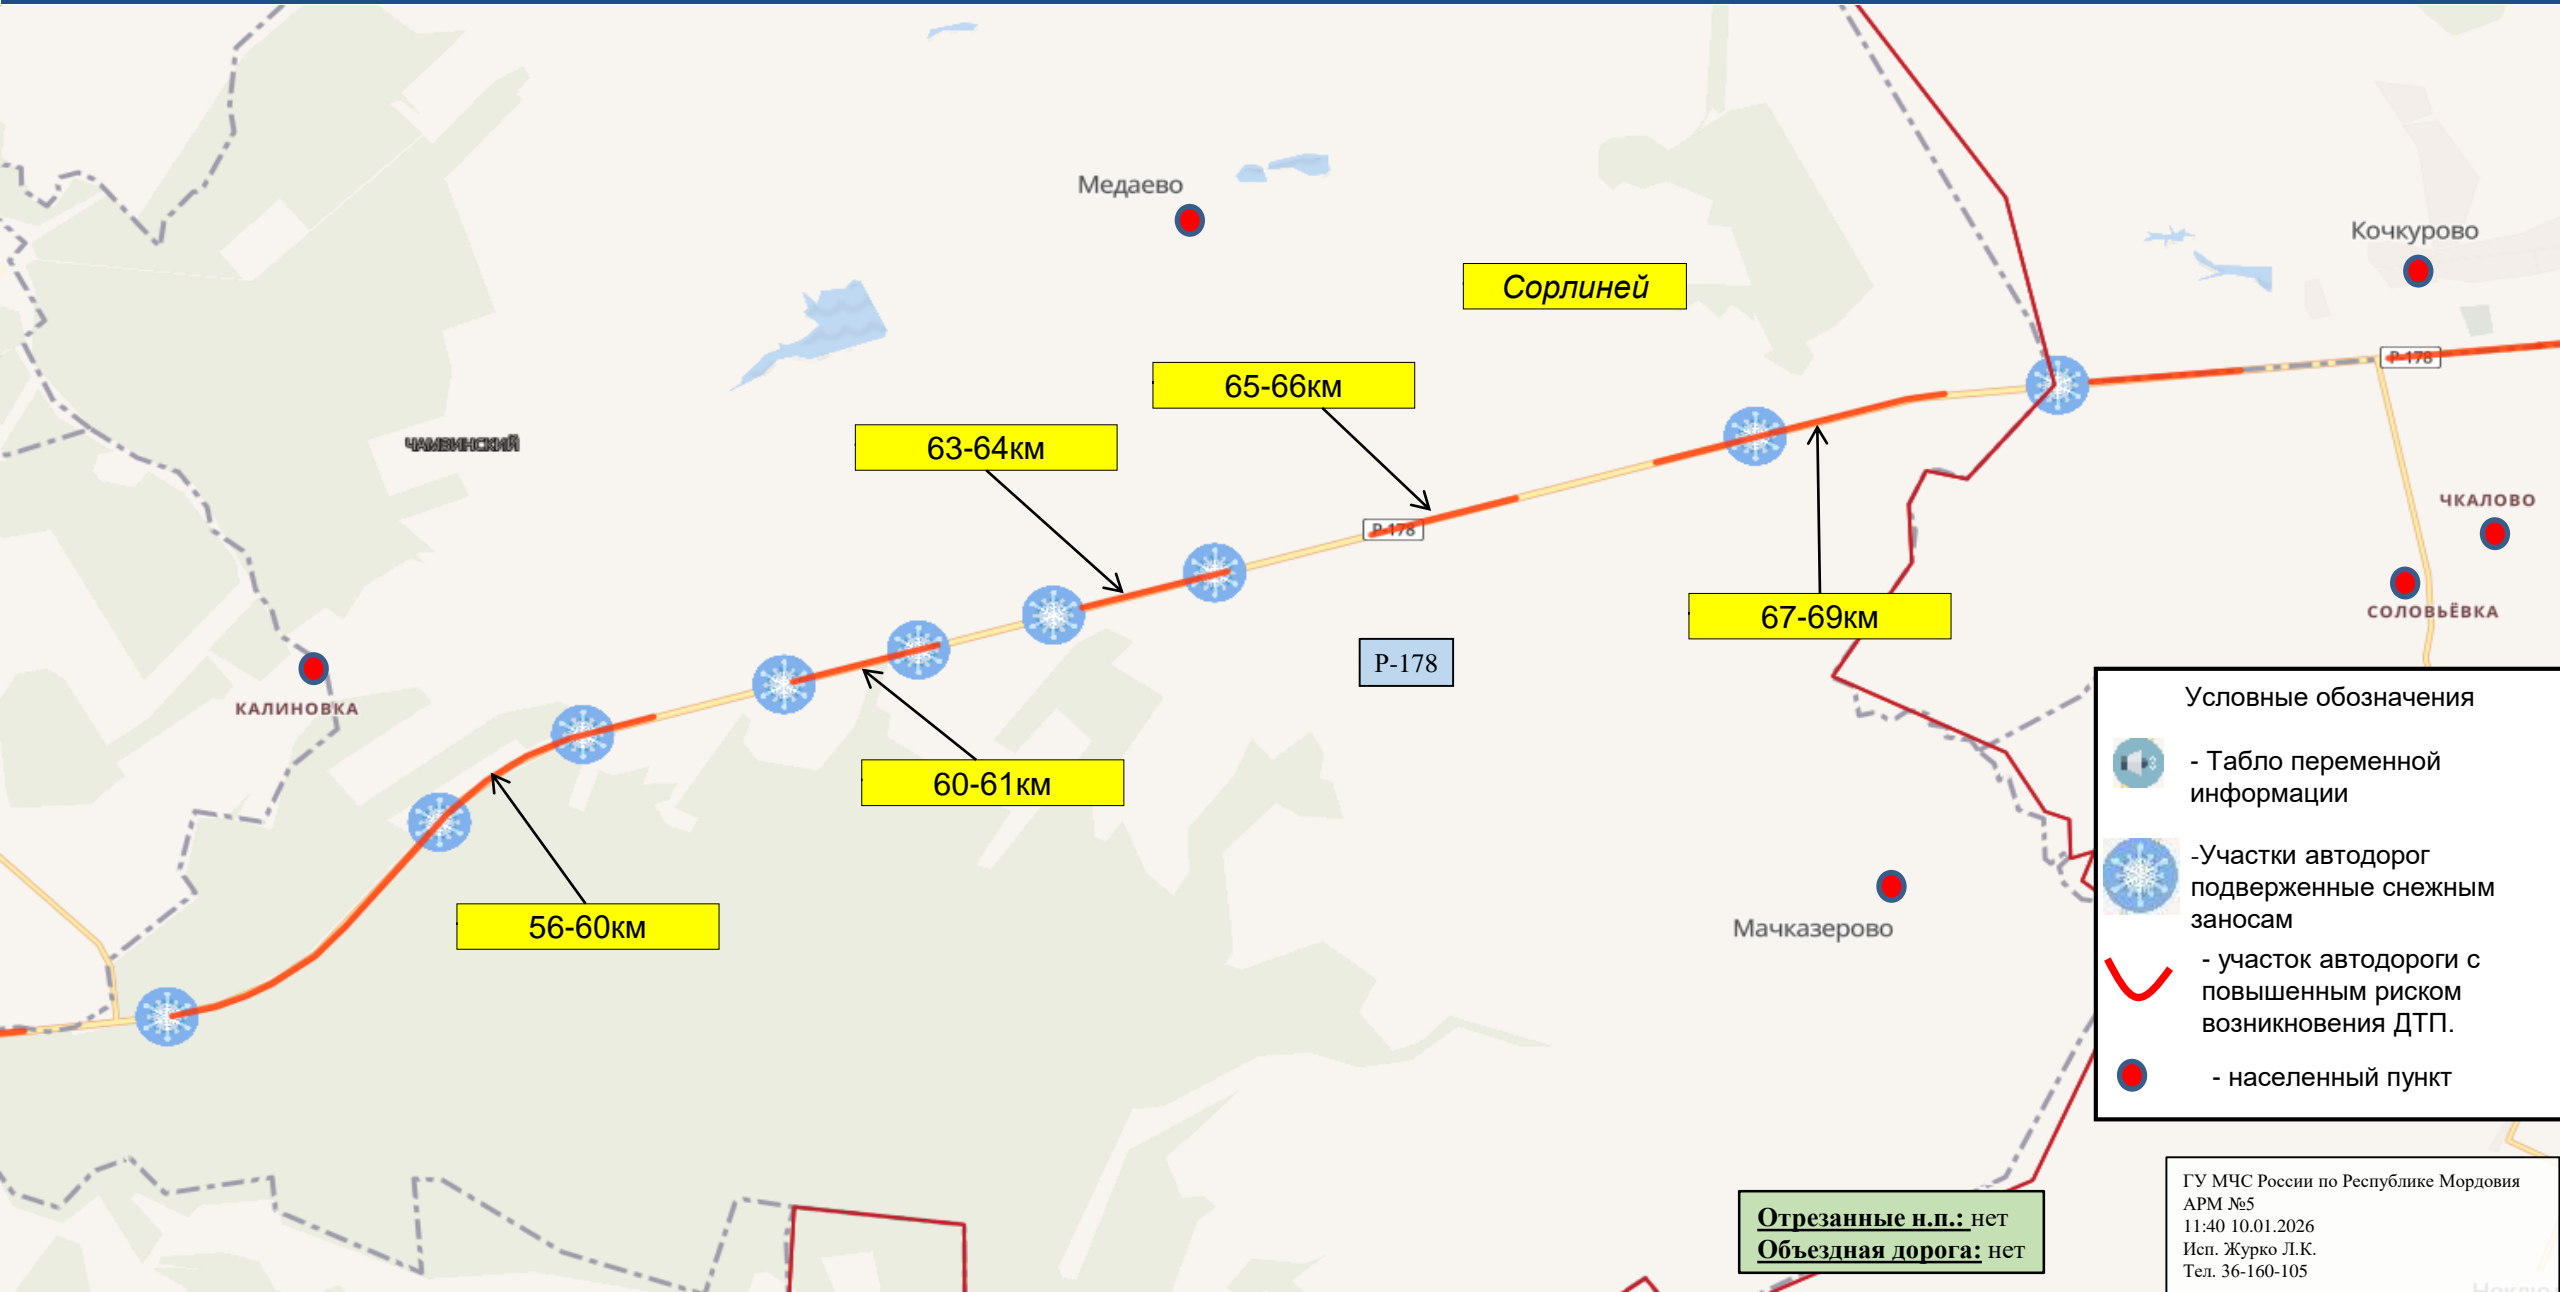 Медаево
Кочкурово
Сорлиней
Р-178
65-66км
63-64км
ЧАМЗИНСКИЙ
ЧКАЛОВО
Р-178
67-69км
СОЛОВЬЁВКА
Р-178
КАЛИНОВКА
60-61км
56-60км
Мачказерово
Условные обозначения
- Табло переменной
информации
-Участки автодорог
подверженные снежным
заносам
- участок автодороги с
повышенным риском
возникновения ДТП.
- населенный пункт
Отрезанные н.п.: нет
Объездная дорога: нет
ГУ МЧС России по Республике Мордовия
АРМ №5
11:40 10.01.2026
Исп. Журко Л.К.
Тел. 36-160-105